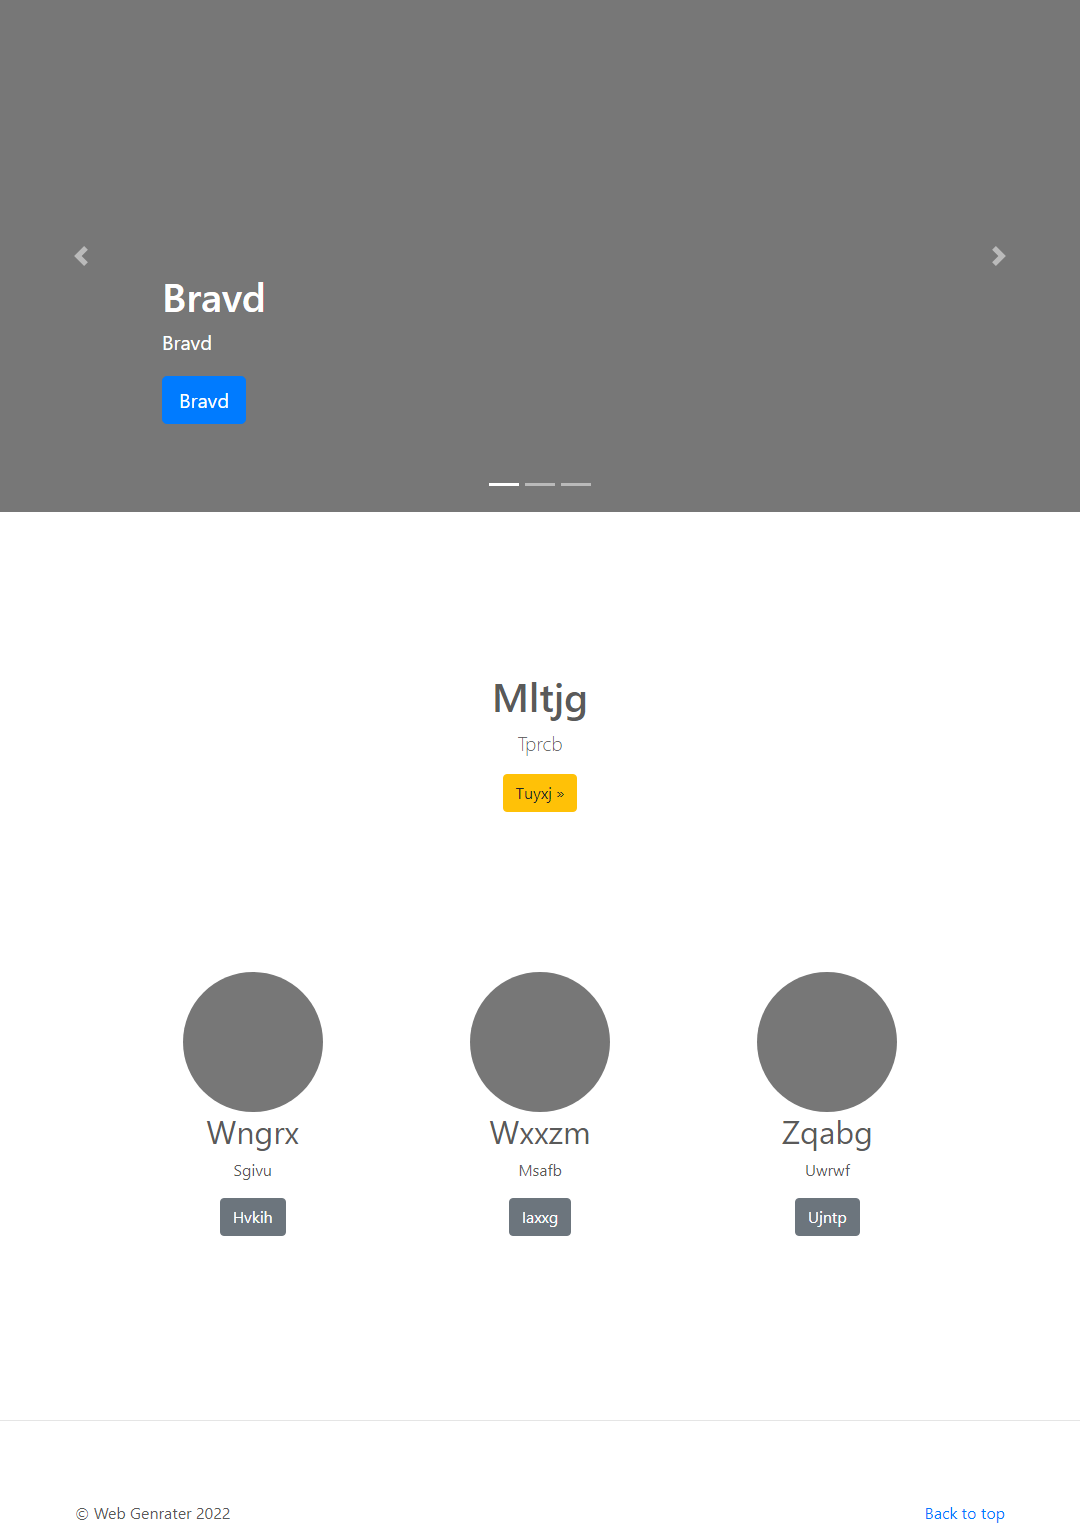 Bravd
Bravd
Bravd
Mltjg
Tprcb
Tuyxj »
Wngrx
Wxxzm
Zqabg
Sgivu
Msafb
Uwrwf
Hvkih
Iaxxg
Ujntp
© Web Genrater 2022
Back to top